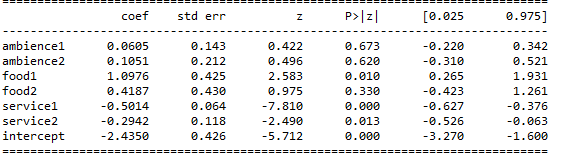 ==============================================================================
coef std err z P>|z| [0.025 0.975]
------------------------------------------------------------------------------
ambience1 0.0605 0.143 0.422 0.673 -0.220 0.342
ambience2 0.1051 0.212 0.496 0.620 -0.310 0.521
food1 1.0976 0.425 2.583 0.010 0.265 1.931
food2 0.4187 0.430 0.975 0.330 -0.423 1.261
service1 -0.5014 0.064 -7.810 0.000 -0.627 -0.376
service2 -0.2942 0.118 -2.490 0.013 -0.526 -0.063
intercept -2.4350 0.426 -5.712 0.000 -3.270 -1.600
==============================================================================